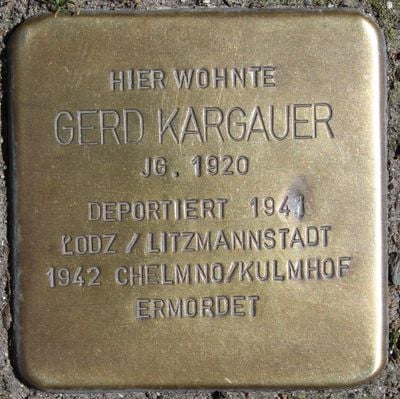 HIER WOHNTE
GERD KARGAUER
JG. 1920
DEPORTIERT 1941
ŁODZ / LITZMANNSTADT
1942 CHELMNO/KULMHOF
ERMORDET